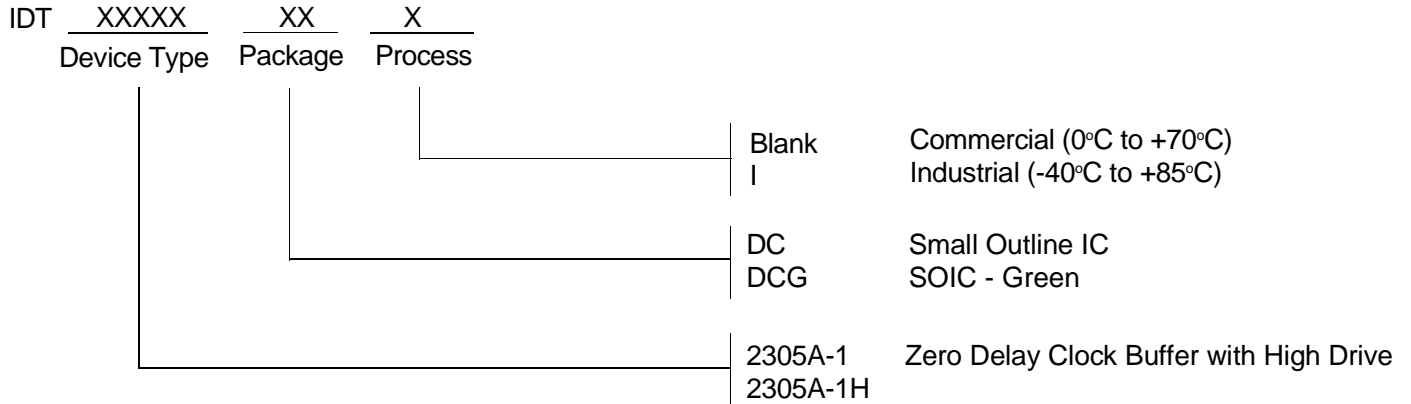 IDT XXXXX XX X
Device Type Package Process
Blank Commercial (0°C to +70°C)
I Industrial (-40°C to +85°C)
DC Small Outline IC
DCG SOIC - Green
2305A-1 Zero Delay Clock Buffer with High Drive
2305A-1H